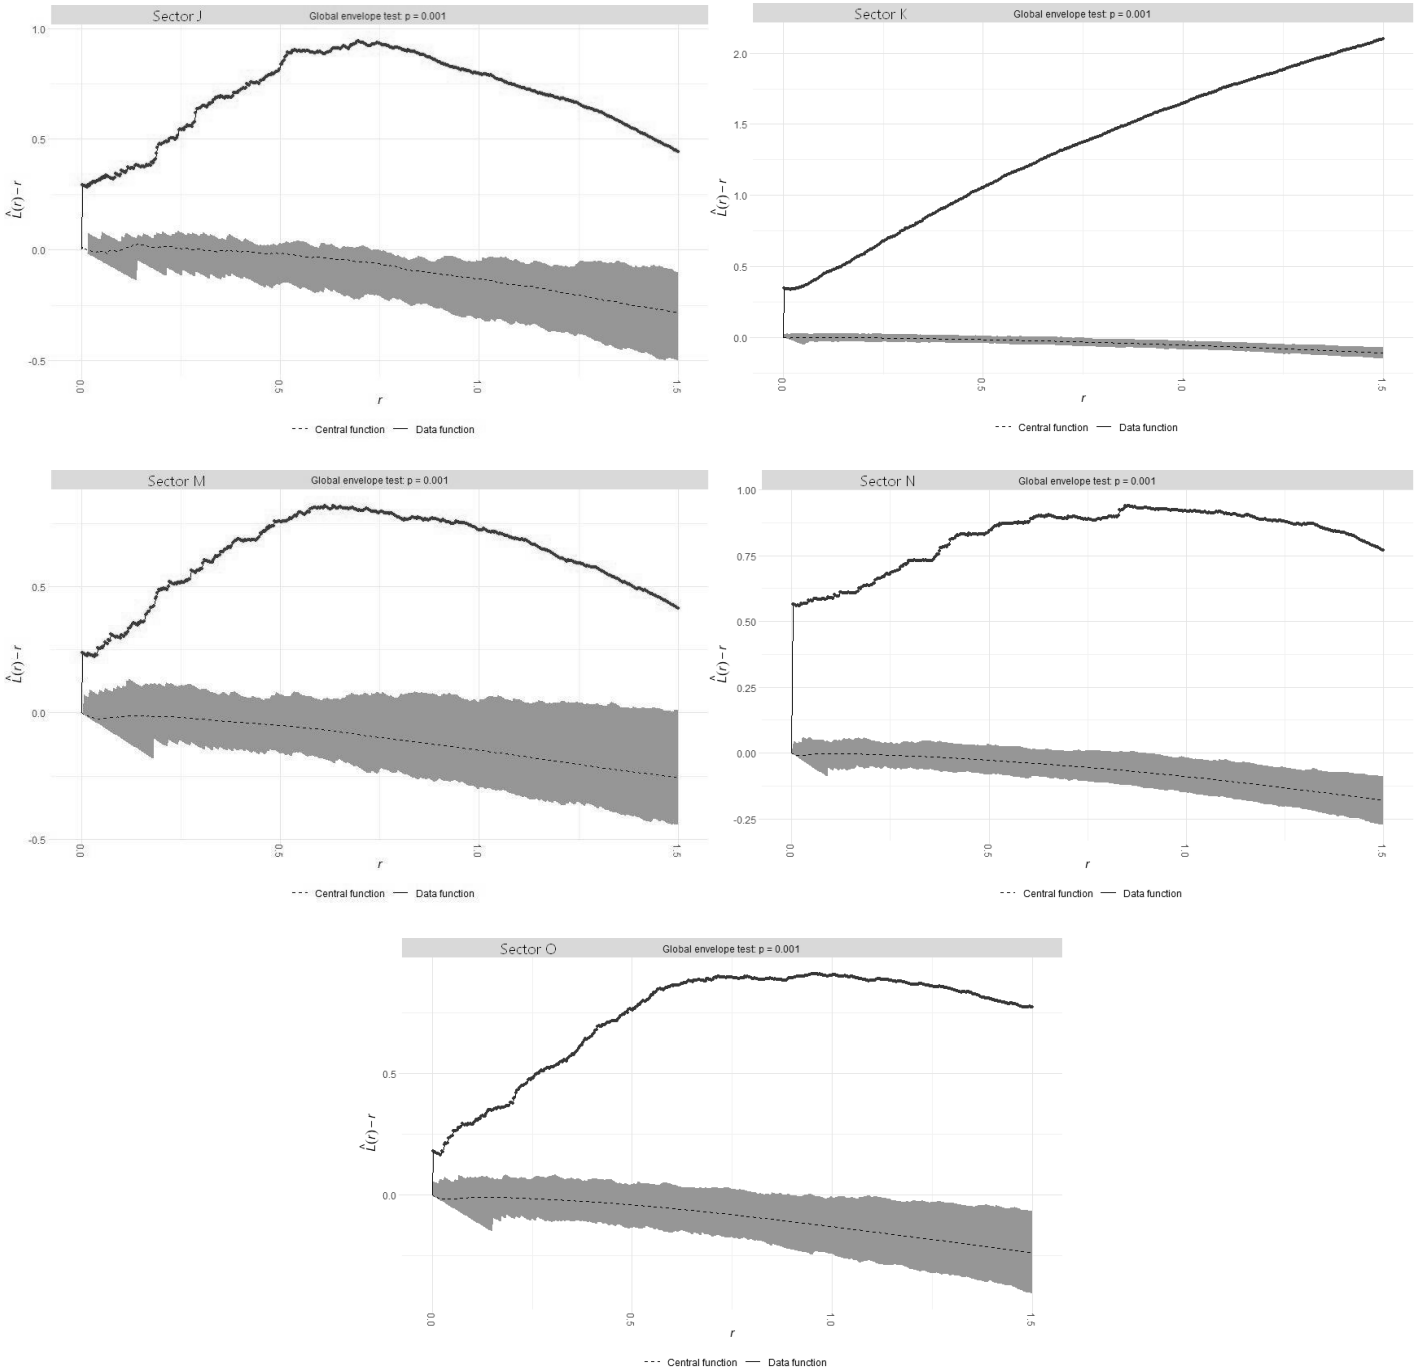 Sector J Global envelope test: p = 0.001
1.0
0.5
0.0
-0.5
L̂(r)−r
0.0 0.5 1.0 1.5
r
Central function Data function
Sector K Global envelope test: p = 0.001
2.0
1.5
1.0
0.5
0.0
L̂(r)−r
0.0 0.5 1.0 1.5
r
Central function Data function
Sector M Global envelope test: p = 0.001
0.5
0.0
-0.5
L̂(r)−r
0.0 0.5 1.0 1.5
r
Central function Data function
Sector N Global envelope test: p = 0.001
1.00
0.75
0.50
0.25
0.00
-0.25
L̂(r)−r
0.0 0.5 1.0 1.5
r
Central function Data function
Sector O Global envelope test: p = 0.001
0.5
0.0
L̂(r)−r
0.0 0.5 1.0 1.5
r
Central function Data function